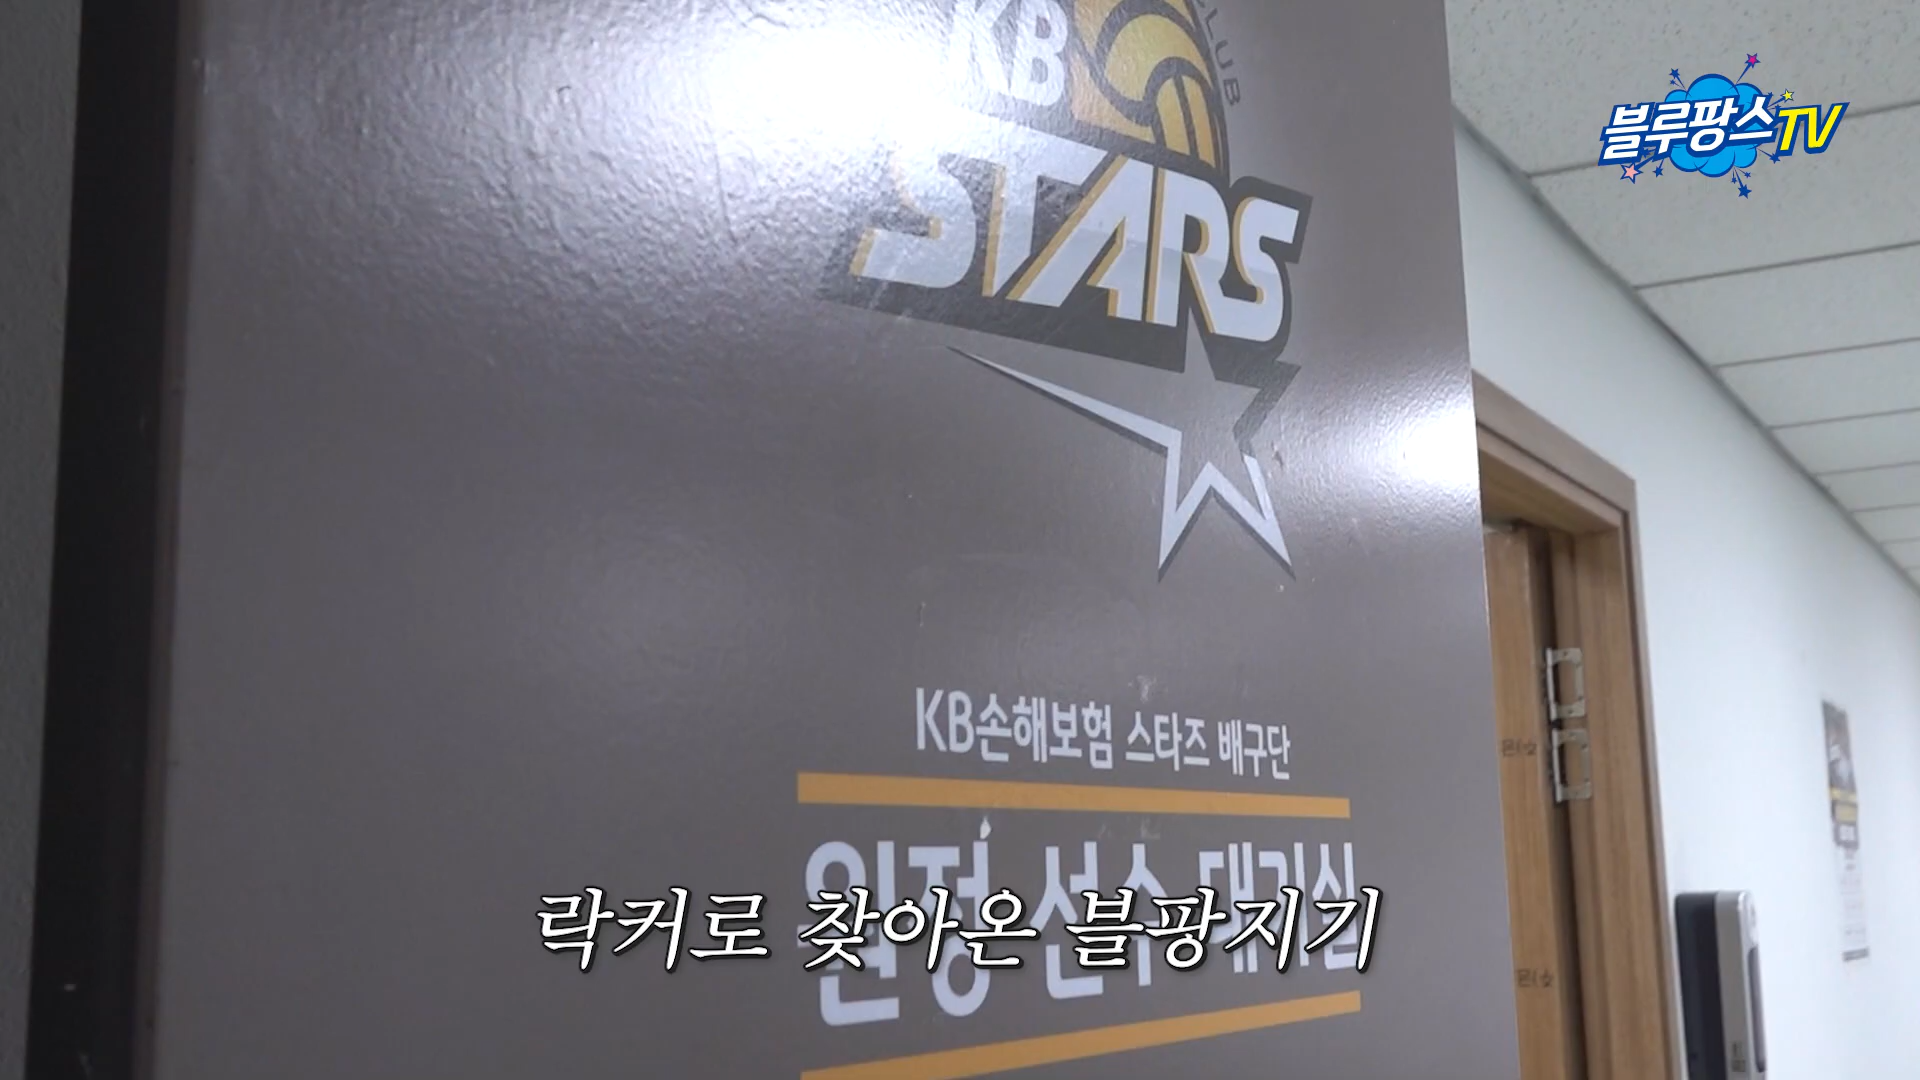 KB
CLUB
STARS
블루팡스TV
KB손해보험 스타즈 배구단
원정 선수 대기실
락커로 찾아온 블팡지기